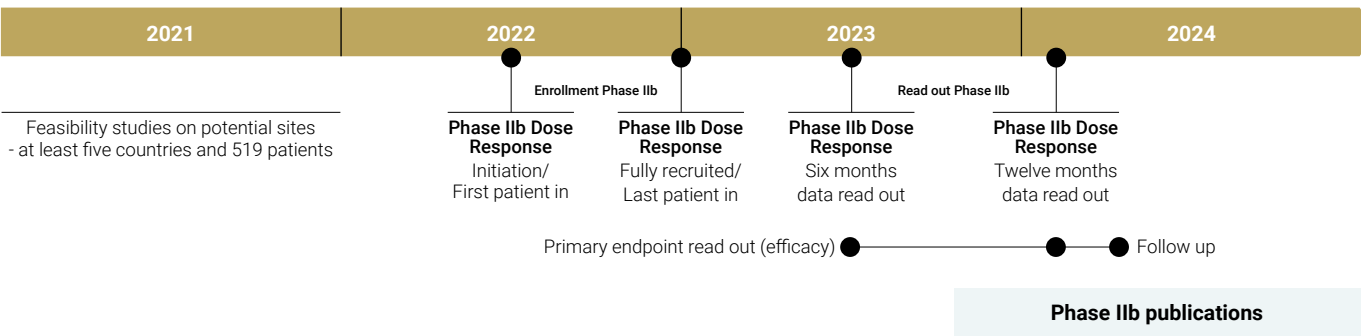 2021
2022
2023
2024
Enrollment Phase IIb
Read out Phase IIb
Feasibility studies on potential sites
- at least five countries and 519 patients
Phase IIb Dose
Response
Initiation/
First patient in
Phase IIb Dose
Response
Fully recruited/
Last patient in
Phase IIb Dose
Response
Six months
data read out
Phase IIb Dose
Response
Twelve months
data read out
Primary endpoint read out (efficacy)
Follow up
Phase IIb publications